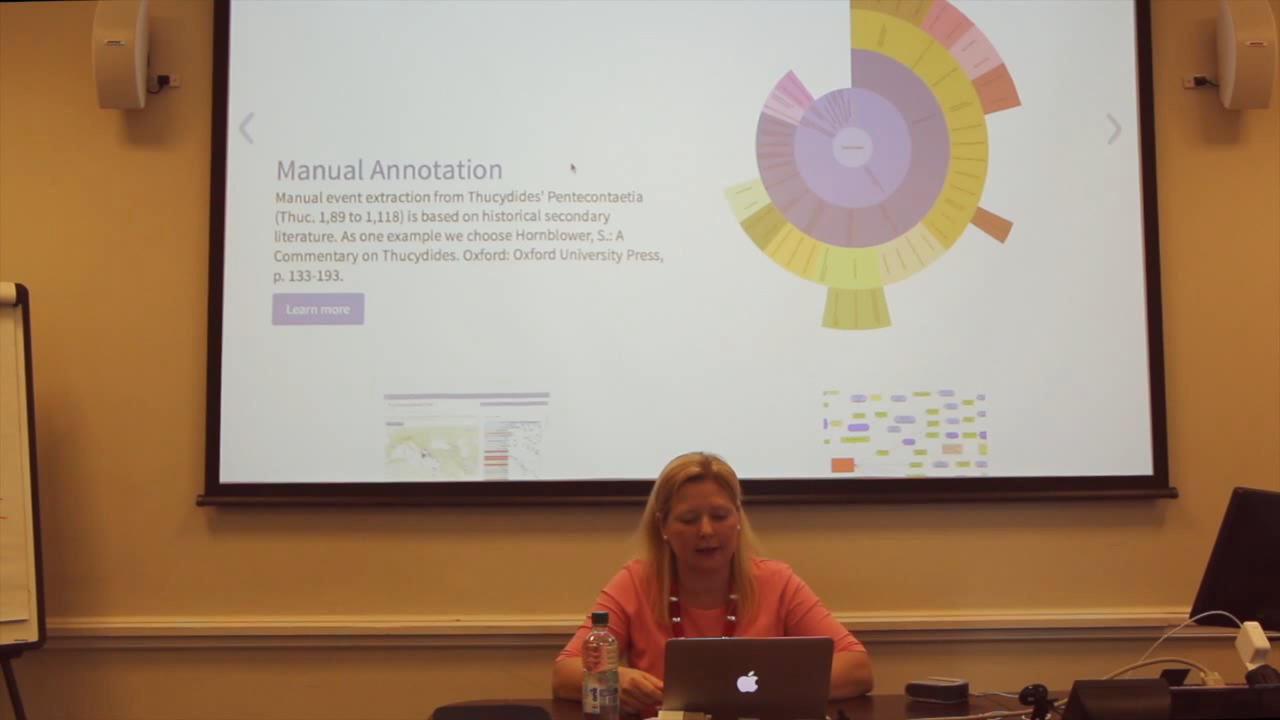 Manual Annotation
Manual event extraction from Thucydides' Pentecontaetia
(Thuc. 1,89 to 1,118) is based on historical secondary
literature. As one example we choose Hornblower, S.: A
Commentary on Thucydides. Oxford: Oxford University Press,
p. 133-193.
Learn more